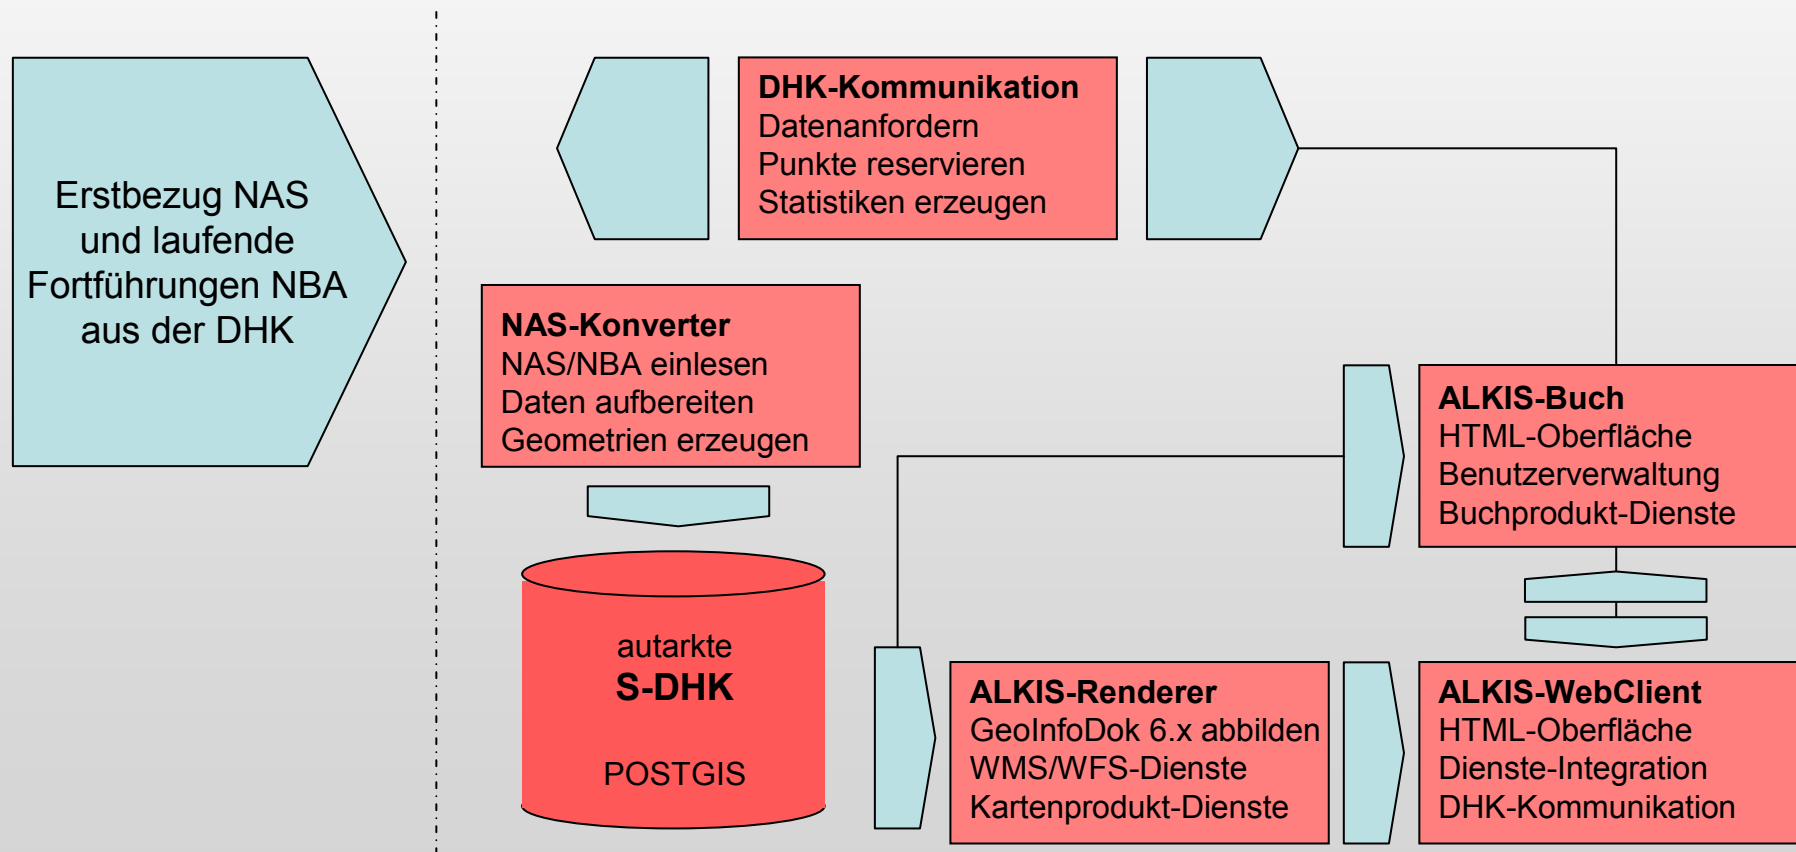 Erstbezug NAS
und laufende
Fortführungen NBA
aus der DHK
DHK-Kommunikation
Datenanfordern
Punkte reservieren
Statistiken erzeugen
NAS-Konverter
NAS/NBA einlesen
Daten aufbereiten
Geometrien erzeugen
autarkte
S-DHK
POSTGIS
ALKIS-Buch
HTML-Oberfläche
Benutzerverwaltung
Buchprodukt-Dienste
ALKIS-Renderer
GeoInfoDok 6.x abbilden
WMS/WFS-Dienste
Kartenprodukt-Dienste
ALKIS-WebClient
HTML-Oberfläche
Dienste-Integration
DHK-Kommunikation